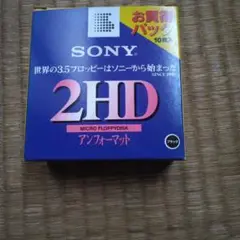 お買得
パック
10枚入
SONY
世界の3.5フロッピーはソニーから始まった
SINCE 1980
2HD
MICRO FLOPPYDISK
アンフォーマット
ブラック